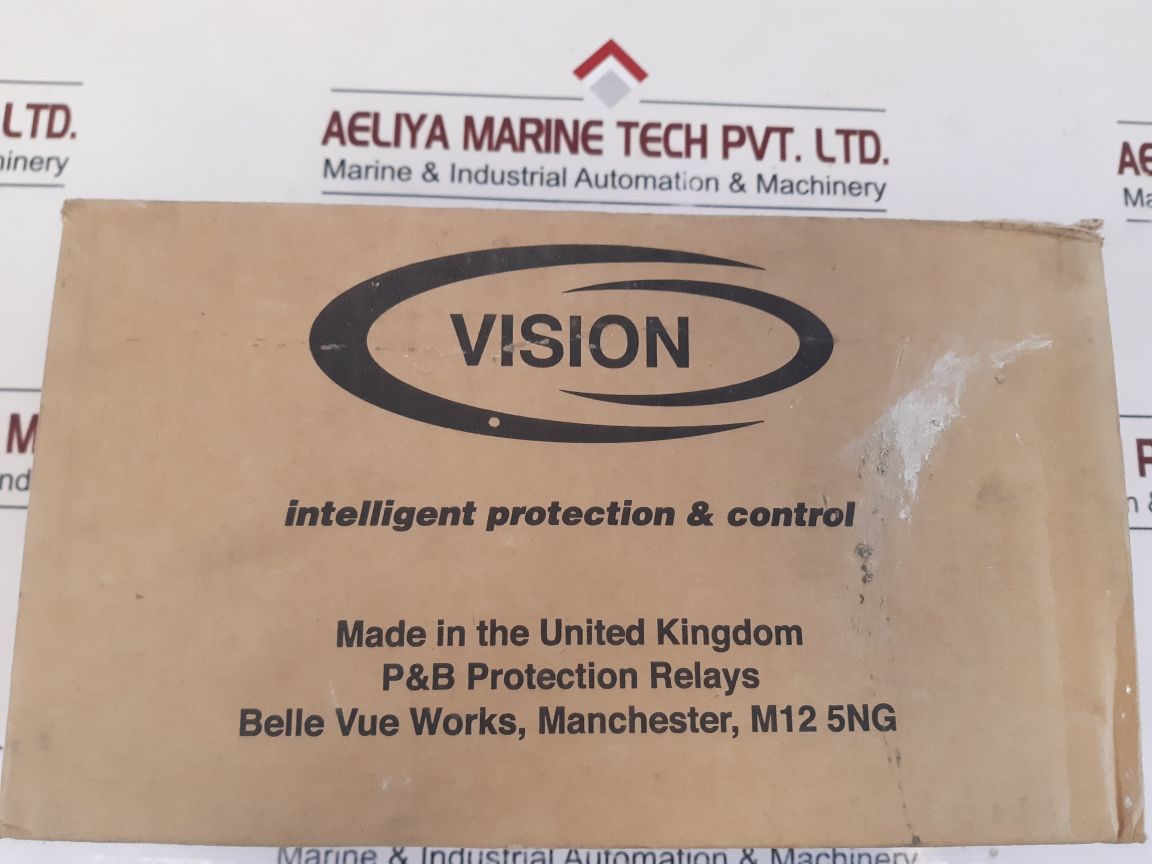 LTD.
AELIYA MARINE TECH PVT. LTD.
Marine & Industrial Automation & Machinery
VISION
intelligent protection & control
Made in the United Kingdom
P&B Protection Relays
Belle Vue Works, Manchester, M12 5NG
Marine & Industrial Automation & Machinery